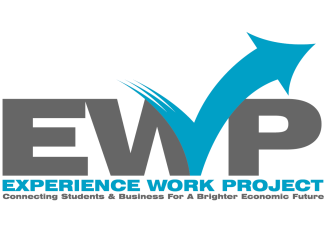 EWP
EXPERIENCE WORK PROJECT
Connecting Students & Business For A Brighter Economic Future